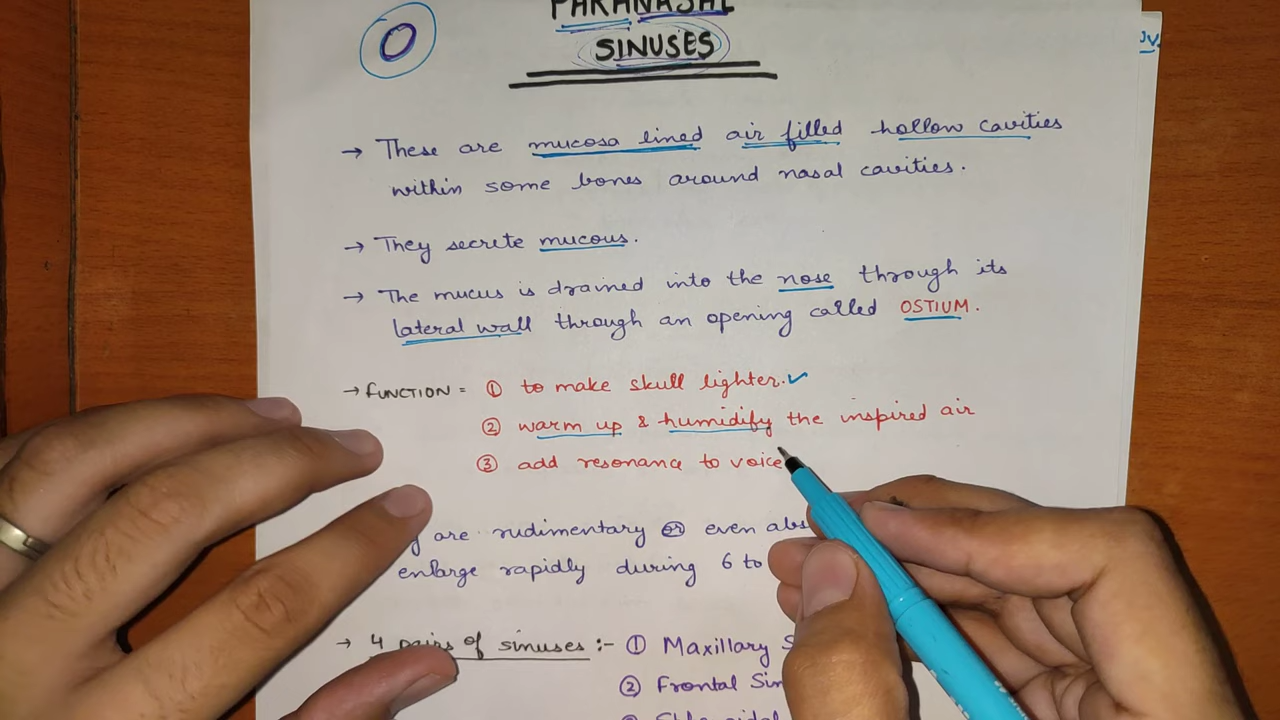 O
PARANASAL
SINUSES
→ These are mucosa lined air filled hollow cavities
within some bones around nasal cavities.
→ They secrete mucous.
→ The mucus is drained into the nose through its
lateral wall through an opening called OSTIUM.
→ FUNCTION = ① to make skull lighter. ✓
② warm up & humidify the inspired air
③ add resonance to voice
are rudimentary or even abs
enlarge rapidly during 6 to
→ 4 pairs of sinuses :- ① Maxillary S
② Frontal Sin